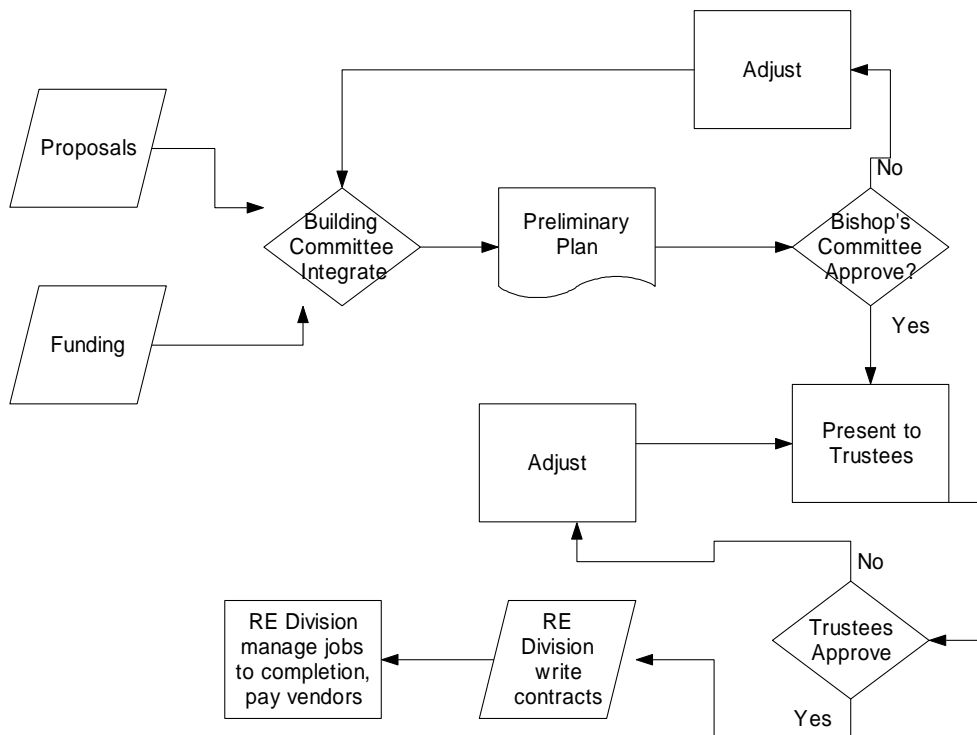 Adjust
Proposals
No
Building
Committee
Integrate
Preliminary
Plan
Bishop's
Committee
Approve?
Funding
Yes
Present to
Trustees
Adjust
No
RE Division
manage jobs
to completion,
pay vendors
RE
Division
write
contracts
Trustees
Approve
Yes